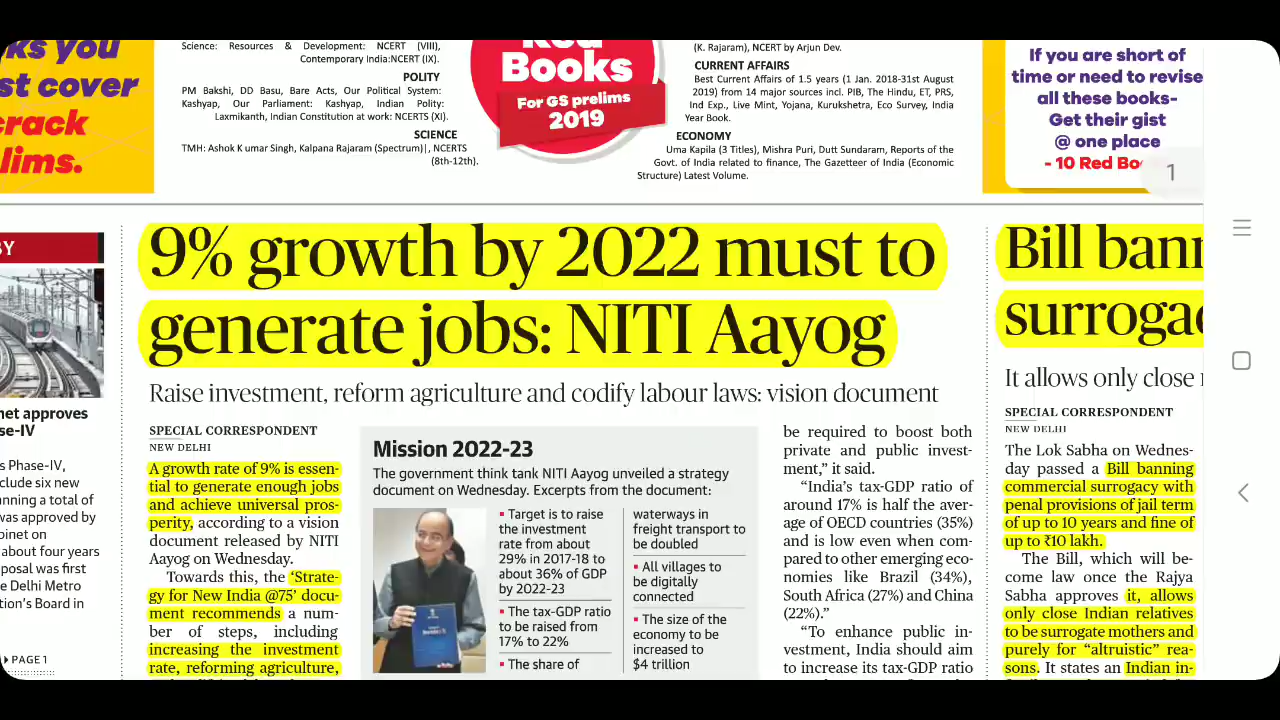 ks you
st cover
crack
lims.
Science: Resources & Development: NCERT (VIII),
Contemporary India:NCERT (IX).
POLITY
PM Bakshi, DD Basu, Bare Acts, Our Political System:
Kashyap, Our Parliament: Kashyap, Indian Polity:
Laxmikanth, Indian Constitution at work: NCERTS (XI).
SCIENCE
TMH: Ashok K umar Singh, Kalpana Rajaram (Spectrum)|, NCERTS
(8th-12th).
Red
Books
For GS prelims
2019
(K. Rajaram), NCERT by Arjun Dev.
CURRENT AFFAIRS
Best Current Affairs of 1.5 years (1 Jan. 2018-31st August
2019) from 14 major sources incl. PIB, The Hindu, ET, PRS,
Ind Exp., Live Mint, Yojana, Kurukshetra, Eco Survey, India
Year Book.
ECONOMY
Uma Kapila (3 Titles), Mishra Puri, Dutt Sundaram, Reports of the
Govt. of India related to finance, The Gazetteer of India (Economic
Structure) Latest Volume.
If you are short of
time or need to revise
all these books-
Get their gist
@ one place
- 10 Red Bo
1
BY
net approves
se-IV
s Phase-IV,
clude six new
nning a total of
was approved by
binet on
about four years
posal was first
e Delhi Metro
tion's Board in
PAGE 1
9% growth by 2022 must to
generate jobs: NITI Aayog
Raise investment, reform agriculture and codify labour laws: vision document
SPECIAL CORRESPONDENT
NEW DELHI
A growth rate of 9% is essen-
tial to generate enough jobs
and achieve universal pros-
perity, according to a vision
document released by NITI
Aayog on Wednesday.
Towards this, the ‘Strate-
gy for New India @75’ docu-
ment recommends a num-
ber of steps, including
increasing the investment
rate, reforming agriculture,
Mission 2022-23
The government think tank NITI Aayog unveiled a strategy
document on Wednesday. Excerpts from the document:
▪ Target is to raise
the investment
rate from about
29% in 2017-18 to
about 36% of GDP
by 2022-23
▪ The tax-GDP ratio
to be raised from
17% to 22%
▪ The share of
waterways in
freight transport to
be doubled
▪ All villages to
be digitally
connected
▪ The size of the
economy to be
increased to
$4 trillion
be required to boost both
private and public invest-
ment,” it said.
“India’s tax-GDP ratio of
around 17% is half the aver-
age of OECD countries (35%)
and is low even when com-
pared to other emerging eco-
nomies like Brazil (34%),
South Africa (27%) and China
(22%).”
“To enhance public in-
vestment, India should aim
to increase its tax-GDP ratio
Bill bann
surrogac
It allows only close
SPECIAL CORRESPONDENT
NEW DELHI
The Lok Sabha on Wednes-
day passed a Bill banning
commercial surrogacy with
penal provisions of jail term
of up to 10 years and fine of
up to ₹10 lakh.
The Bill, which will be-
come law once the Rajya
Sabha approves it, allows
only close Indian relatives
to be surrogate mothers and
purely for “altruistic” rea-
sons. It states an Indian in-